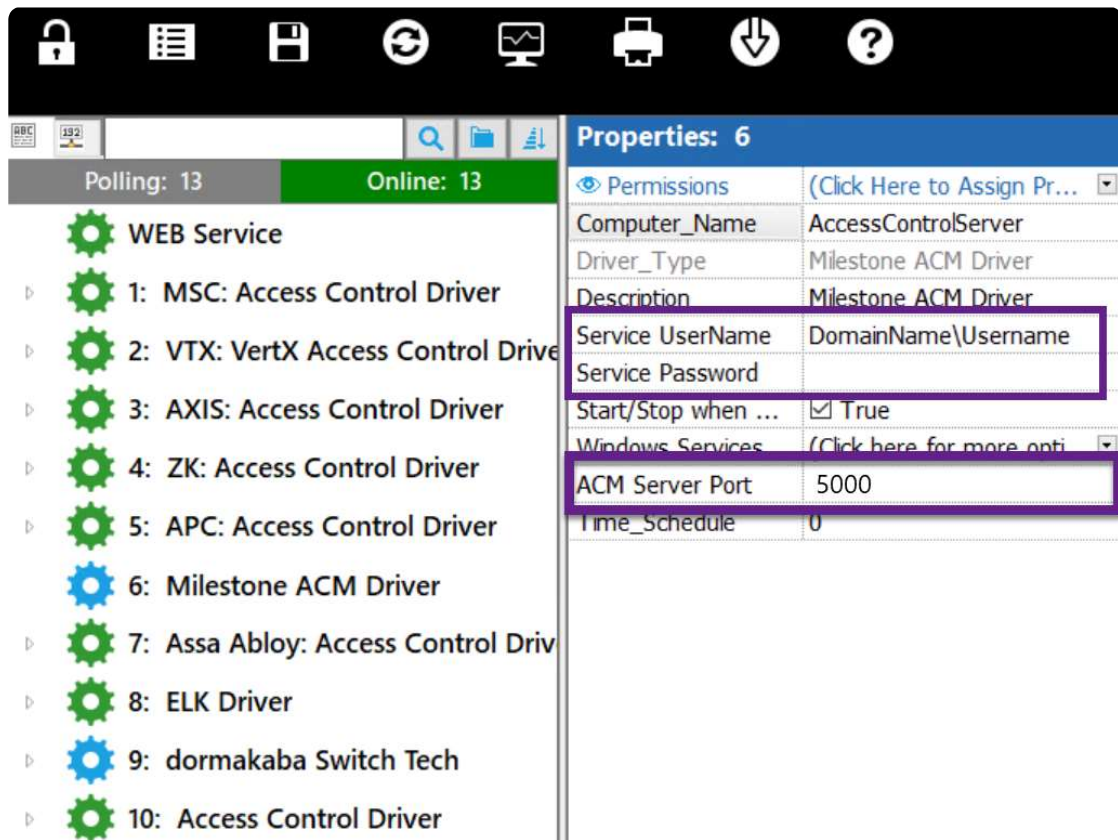 ABC
192
Polling: 13 Online: 13
WEB Service
1: MSC: Access Control Driver
2: VTX: VertX Access Control Drive
3: AXIS: Access Control Driver
4: ZK: Access Control Driver
5: APC: Access Control Driver
6: Milestone ACM Driver
7: Assa Abloy: Access Control Driv
8: ELK Driver
9: dormakaba Switch Tech
10: Access Control Driver
Properties: 6
Permissions (Click Here to Assign Pr...
Computer_Name AccessControlServer
Driver_Type Milestone ACM Driver
Description Milestone ACM Driver
Service UserName DomainName\Username
Service Password
Start/Stop when ... True
Windows Services (Click here for more opti
ACM Server Port 5000
Time_Schedule 0